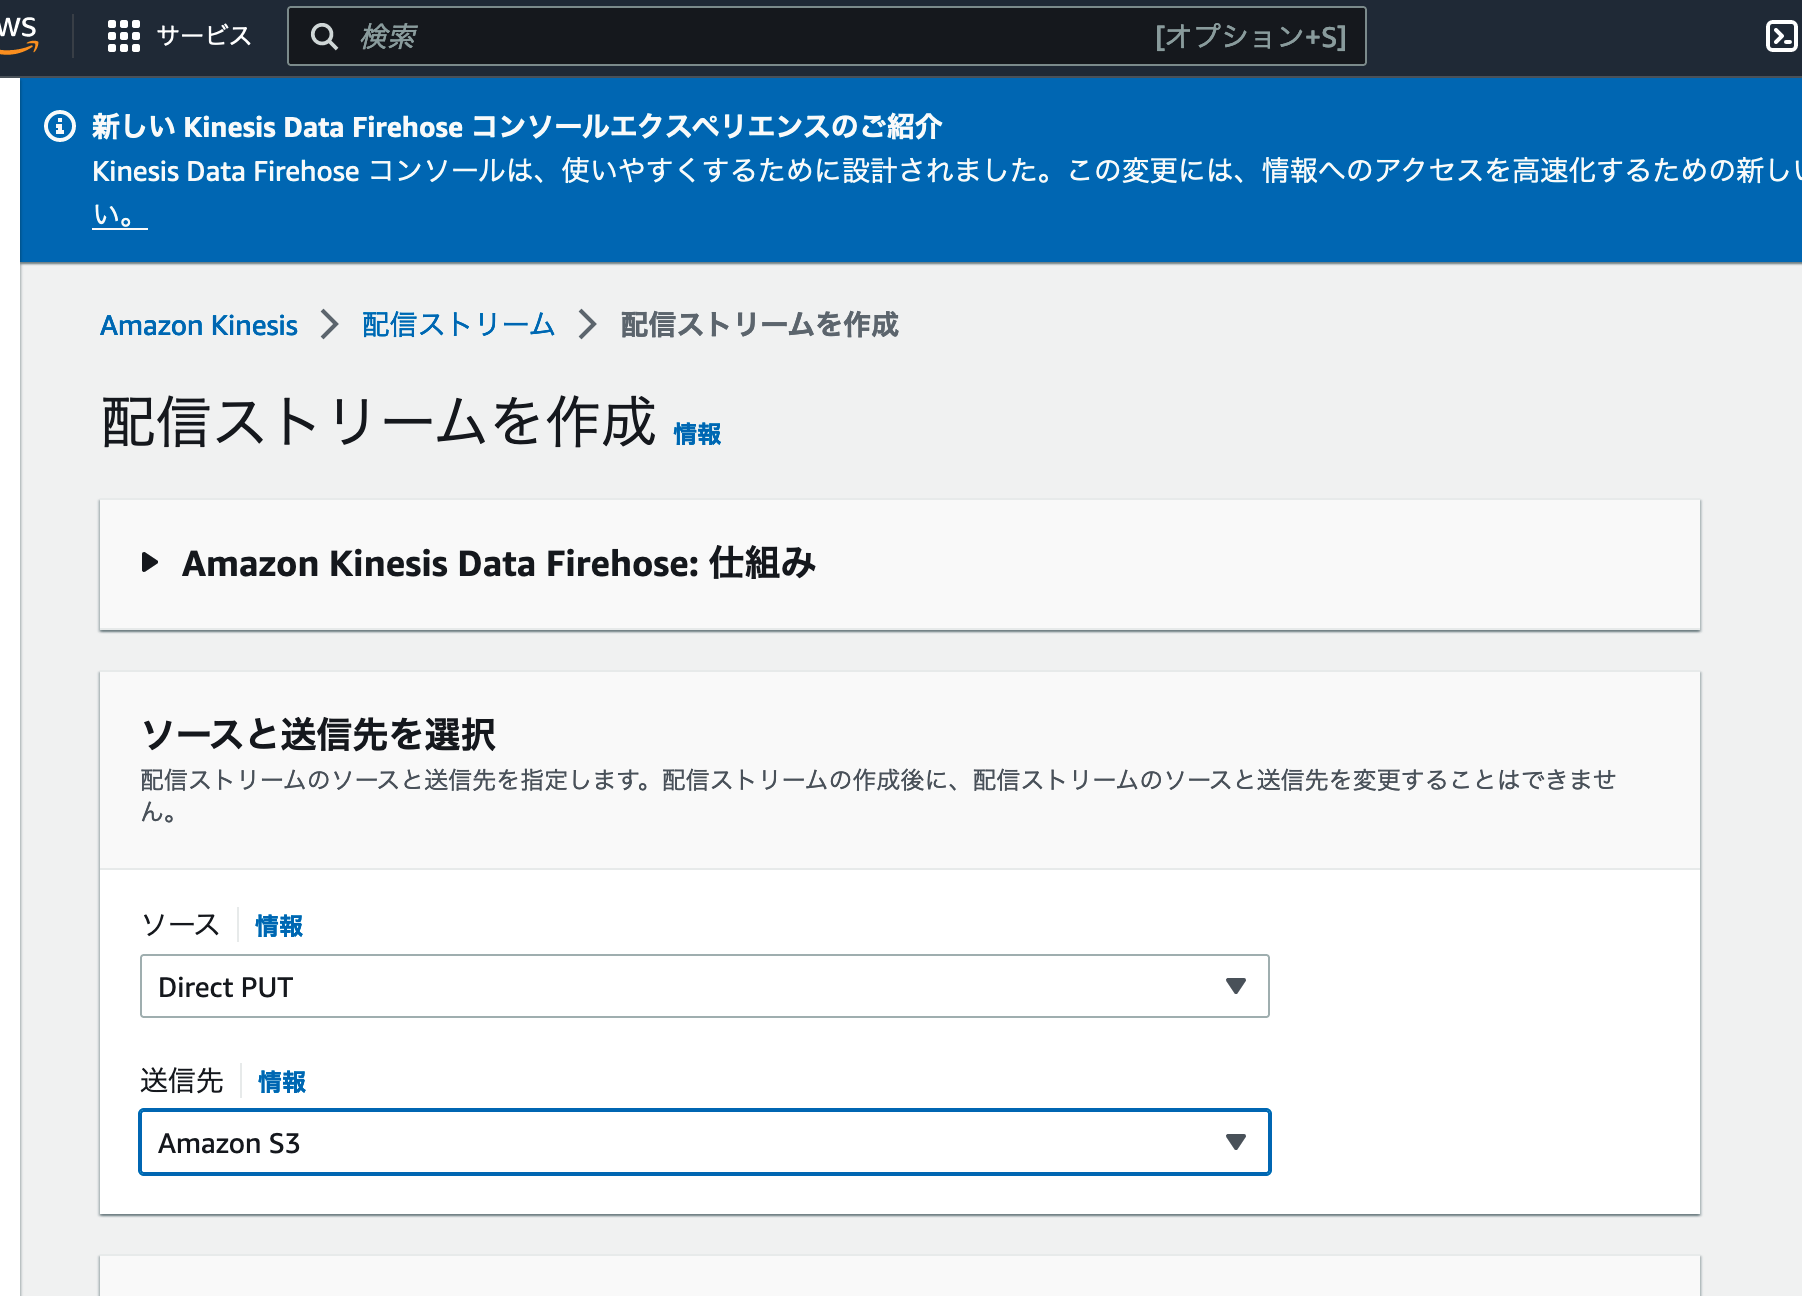 WS
サービス
検索
[オプション+S]
新しい Kinesis Data Firehose コンソールエクスペリエンスのご紹介
Kinesis Data Firehose コンソールは、使いやすくするために設計されました。この変更には、情報へのアクセスを高速化するための新し
い。
Amazon Kinesis
配信ストリーム
配信ストリームを作成
配信ストリームを作成 情報
Amazon Kinesis Data Firehose: 仕組み
ソースと送信先を選択
配信ストリームのソースと送信先を指定します。配信ストリームの作成後に、配信ストリームのソースと送信先を変更することはできませ
ん。
ソース 情報
Direct PUT
送信先 情報
Amazon S3